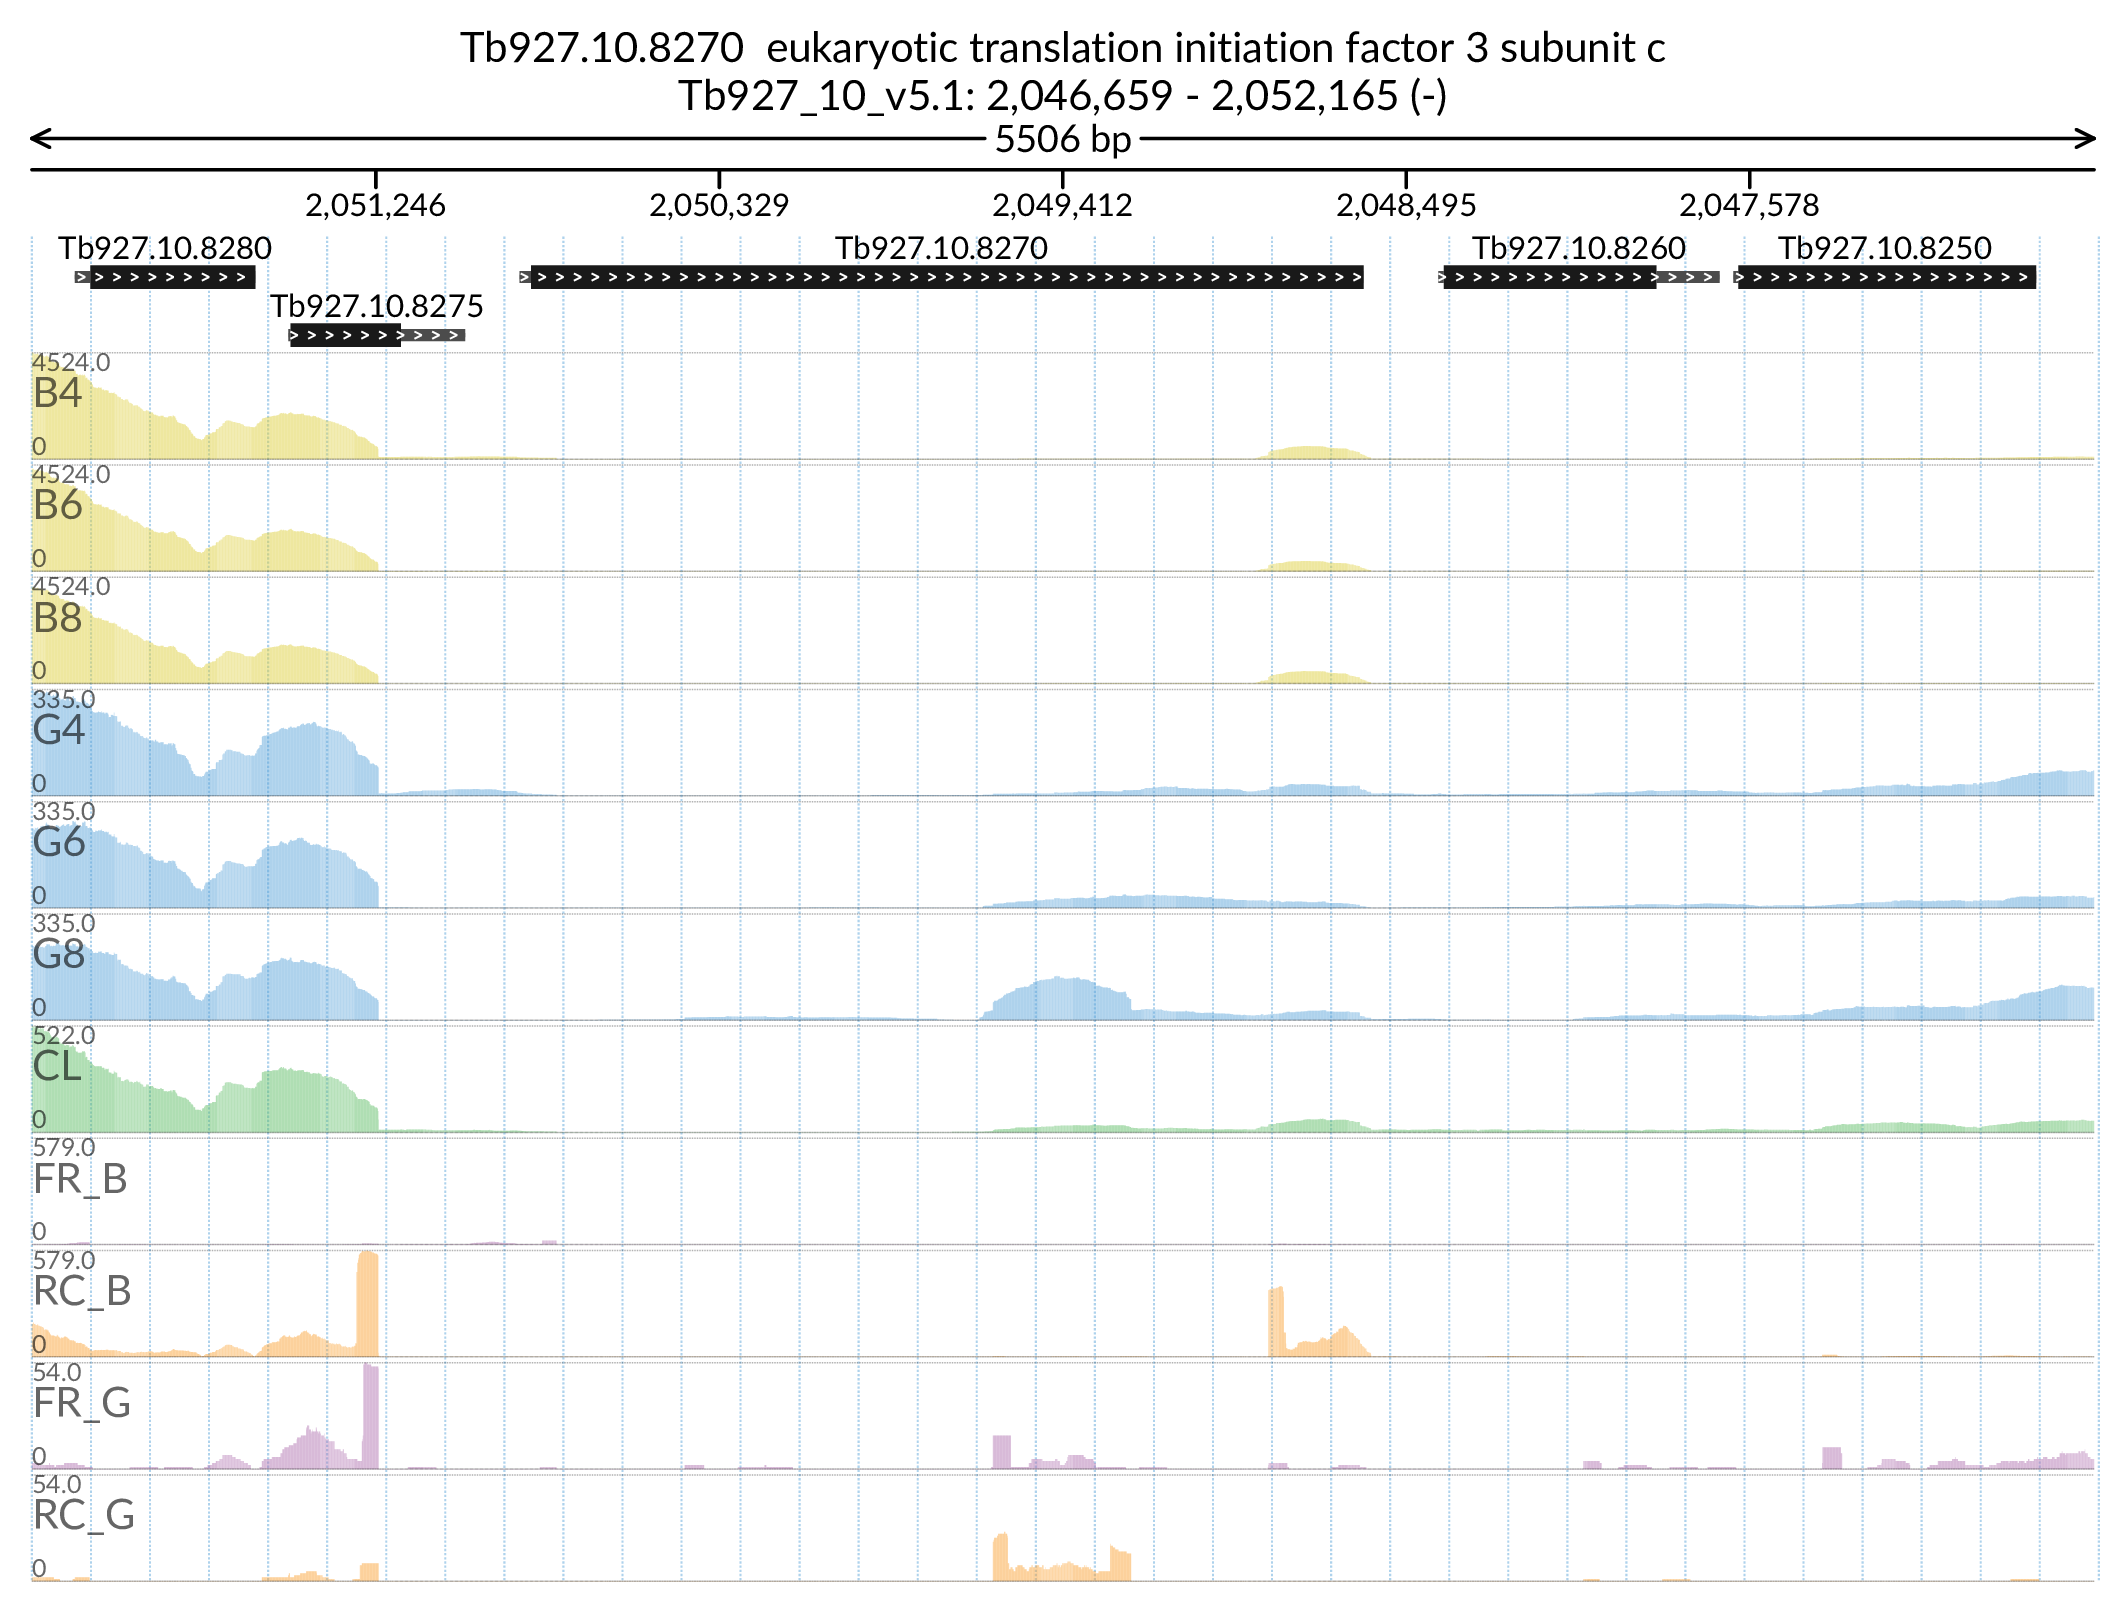 Tb927.10.8270  eukaryotic translation initiation factor 3 subunit c
Tb927_10_v5.1: 2,046,659 - 2,052,165 (-)
5506 bp
2,051,246 2,050,329 2,049,412 2,048,495 2,047,578
Tb927.10.8280 Tb927.10.8270 Tb927.10.8260 Tb927.10.8250
Tb927.10.8275
4524.0
B4
0
4524.0
B6
0
4524.0
B8
0
335.0
G4
0
335.0
G6
0
335.0
G8
0
522.0
CL
0
579.0
FR_B
0
579.0
RC_B
0
54.0
FR_G
0
54.0
RC_G
0